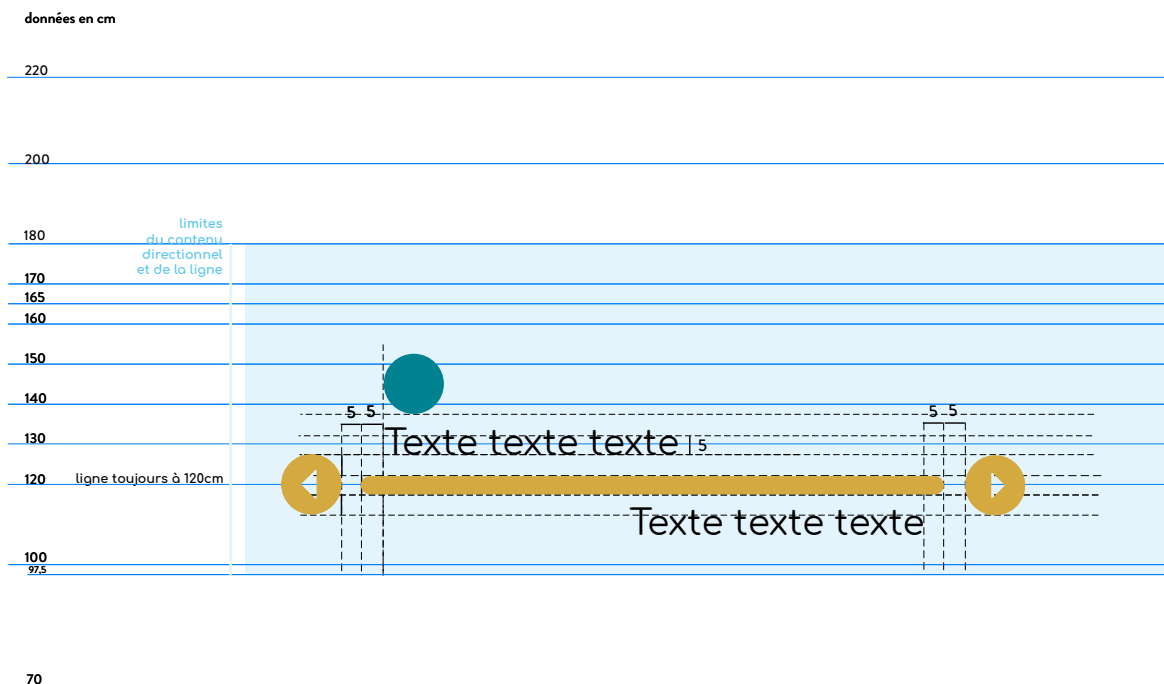 données en cm
220
200
limites
180
du contenu
directionnel
et de la ligne
170
165
160
150
140
5 5
5 5
130
Texte texte texte
5
120
ligne toujours à 120cm
Texte texte texte
100
97,5
70